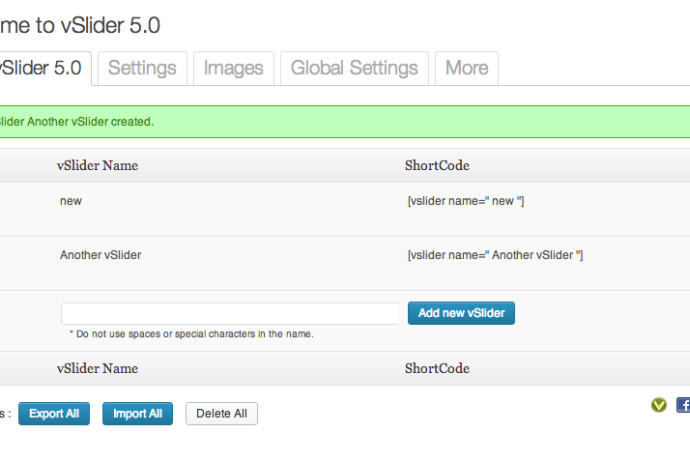 me to vSlider 5.0
vSlider 5.0 Settings Images Global Settings More
lider Another vSlider created.
vSlider Name ShortCode
new [vslider name=" new "]
Another vSlider [vslider name=" Another vSlider "]
Add new vSlider
* Do not use spaces or special characters in the name.
vSlider Name ShortCode
s : Export All Import All Delete All